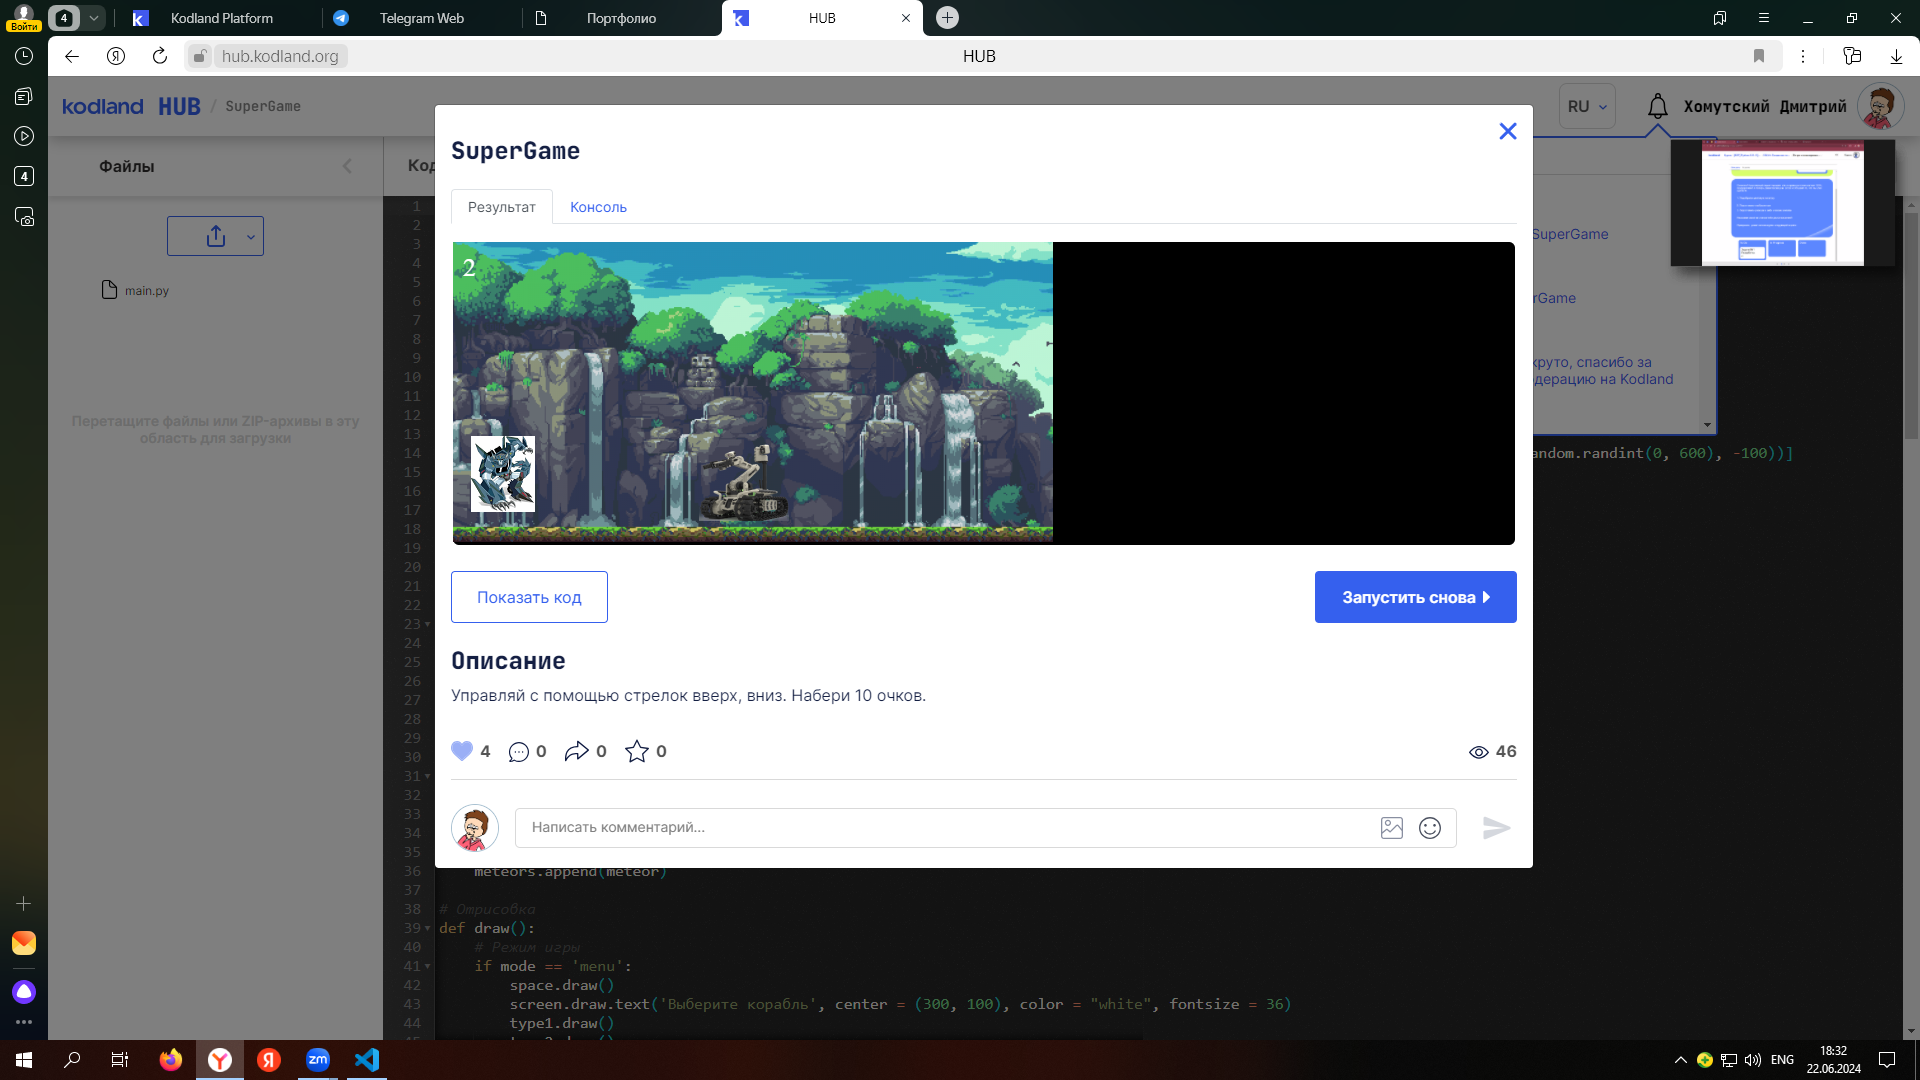 Войти
4
Kodland Platform
Telegram Web
Портфолио
HUB
hub.kodland.org
HUB
kodland HUB / SuperGame
RU
Хомутский Дмитрий
4
Файлы
main.py
Перетащите файлы или ZIP-архивы в эту
область для загрузки
SuperGame
Результат
Консоль
2
Показать код
Запустить снова
Описание
Управляй с помощью стрелок вверх, вниз. Набери 10 очков.
4
0
0
0
46
Написать комментарий...
SuperGame
rGame
круто, спасибо за
дерацию на Kodland
Код
1
2
3
4
5
6
7
8
9
10
11
12
13
14 andom.randint(0, 600), -100))]
15
16
17
18
19
20
21
22
23
24
25
26
27
28
29
30
31
32
33
34
35
36 meteors.append(meteor)
37
38 # Отрисовка
39 def draw():
40 # Режим игры
41 if mode == 'menu':
42 space.draw()
43 screen.draw.text('Выберите корабль', center = (300, 100), color = "white", fontsize = 36)
44 type1.draw()
zm
ENG
18:32
22.06.2024